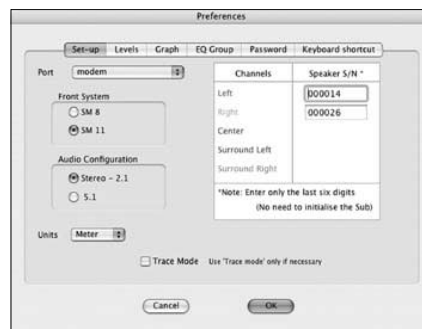 Preferences
Set-up Levels Graph EQ Group Password Keyboard shortcut
Port modem
Front System
SM 8
SM 11
Audio Configuration
Stereo - 2.1
5.1
Units Meter
Channels Speaker S/N *
Left 000014
Right 000026
Center
Surround Left
Surround Right
*Note: Enter only the last six digits
(No need to initialise the Sub)
Trace Mode Use 'Trace mode' only if necessary
Cancel OK